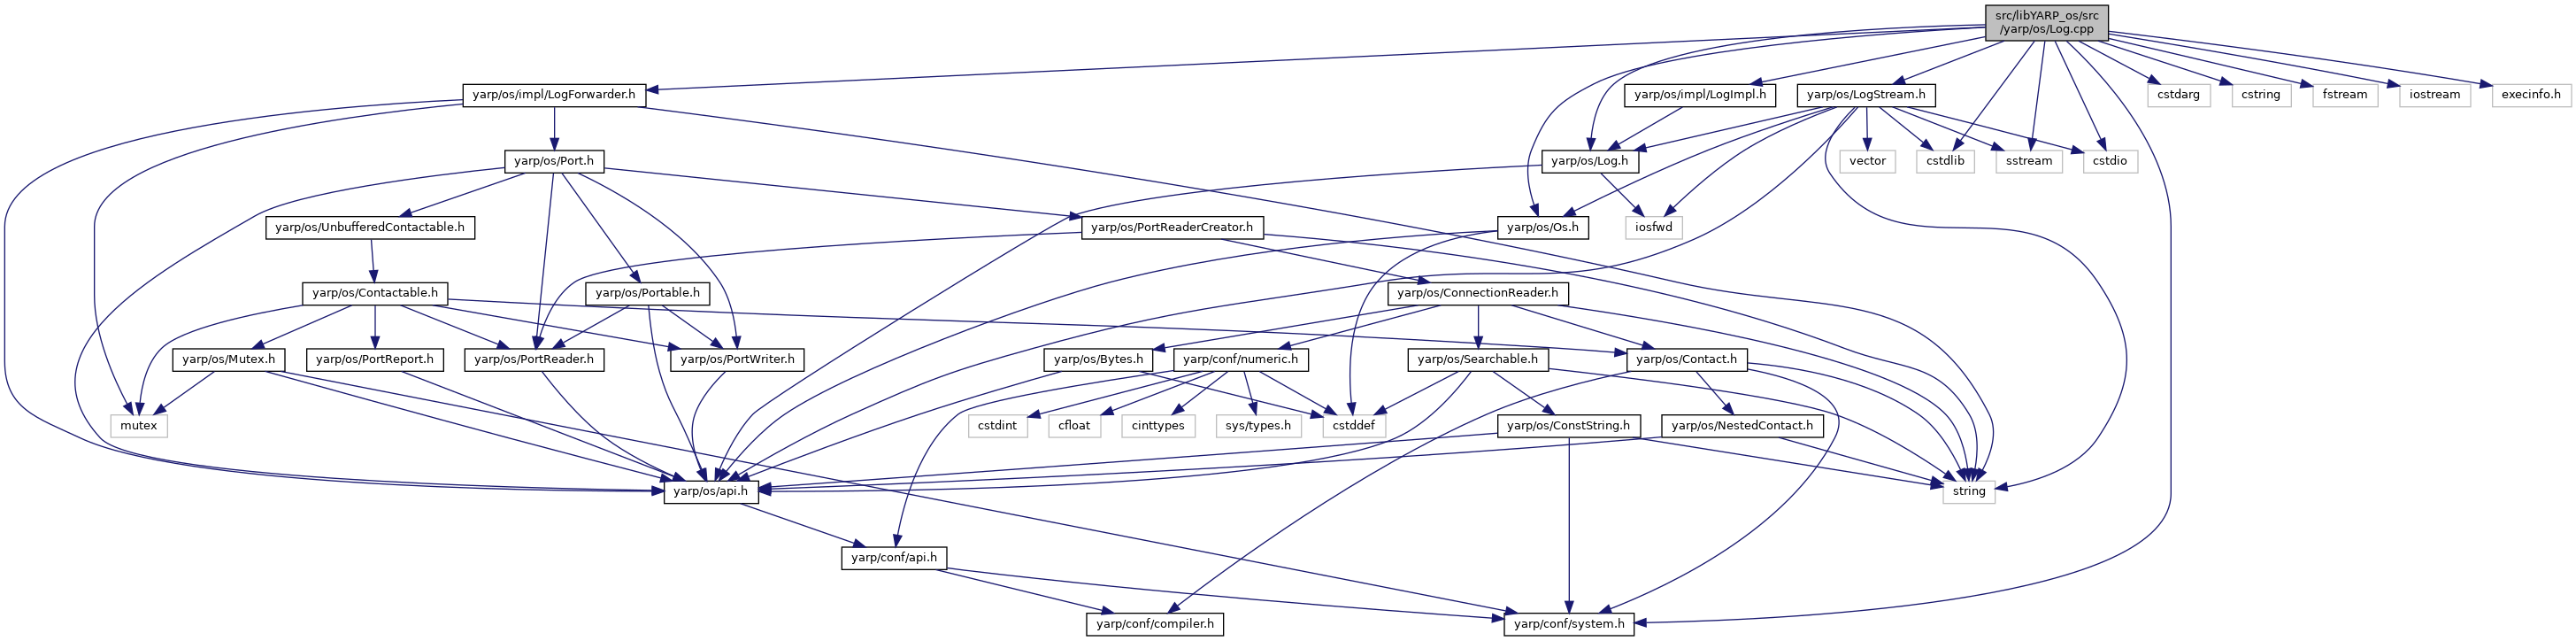 src/libYARP_os/src
/yarp/os/Log.cpp
yarp/os/impl/LogForwarder.h
yarp/os/impl/LogImpl.h
yarp/os/LogStream.h
cstdarg
cstring
fstream
iostream
execinfo.h
yarp/os/Port.h
yarp/os/Log.h
vector
cstdlib
sstream
cstdio
yarp/os/UnbufferedContactable.h
yarp/os/PortReaderCreator.h
yarp/os/Os.h
iosfwd
yarp/os/Contactable.h
yarp/os/Portable.h
yarp/os/ConnectionReader.h
yarp/os/Mutex.h
yarp/os/PortReport.h
yarp/os/PortReader.h
yarp/os/PortWriter.h
yarp/os/Bytes.h
yarp/conf/numeric.h
yarp/os/Searchable.h
yarp/os/Contact.h
mutex
cstdint
cfloat
cinttypes
sys/types.h
cstddef
yarp/os/ConstString.h
yarp/os/NestedContact.h
yarp/os/api.h
string
yarp/conf/api.h
yarp/conf/compiler.h
yarp/conf/system.h